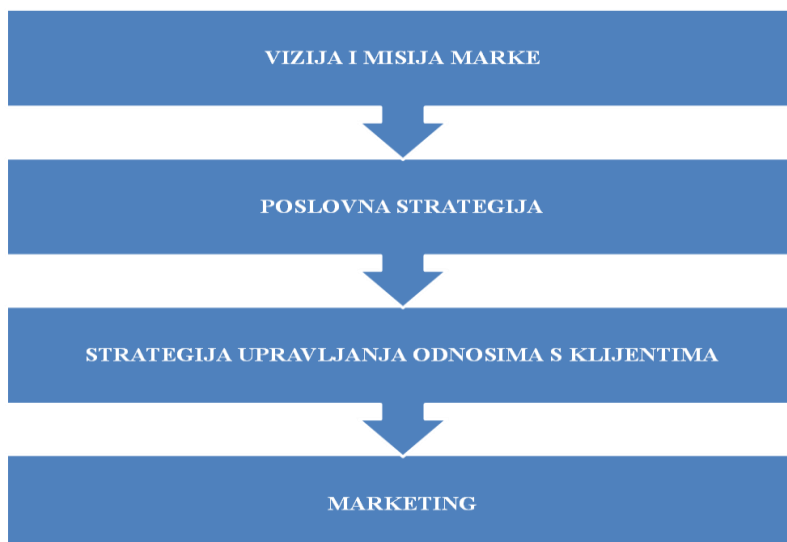 VIZIJA I MISIJA MARKE
POSLOVNA STRATEGIJA
STRATEGIJA UPRAVLJANJA ODNOSIMA S KLIJENTIMA
MARKETING